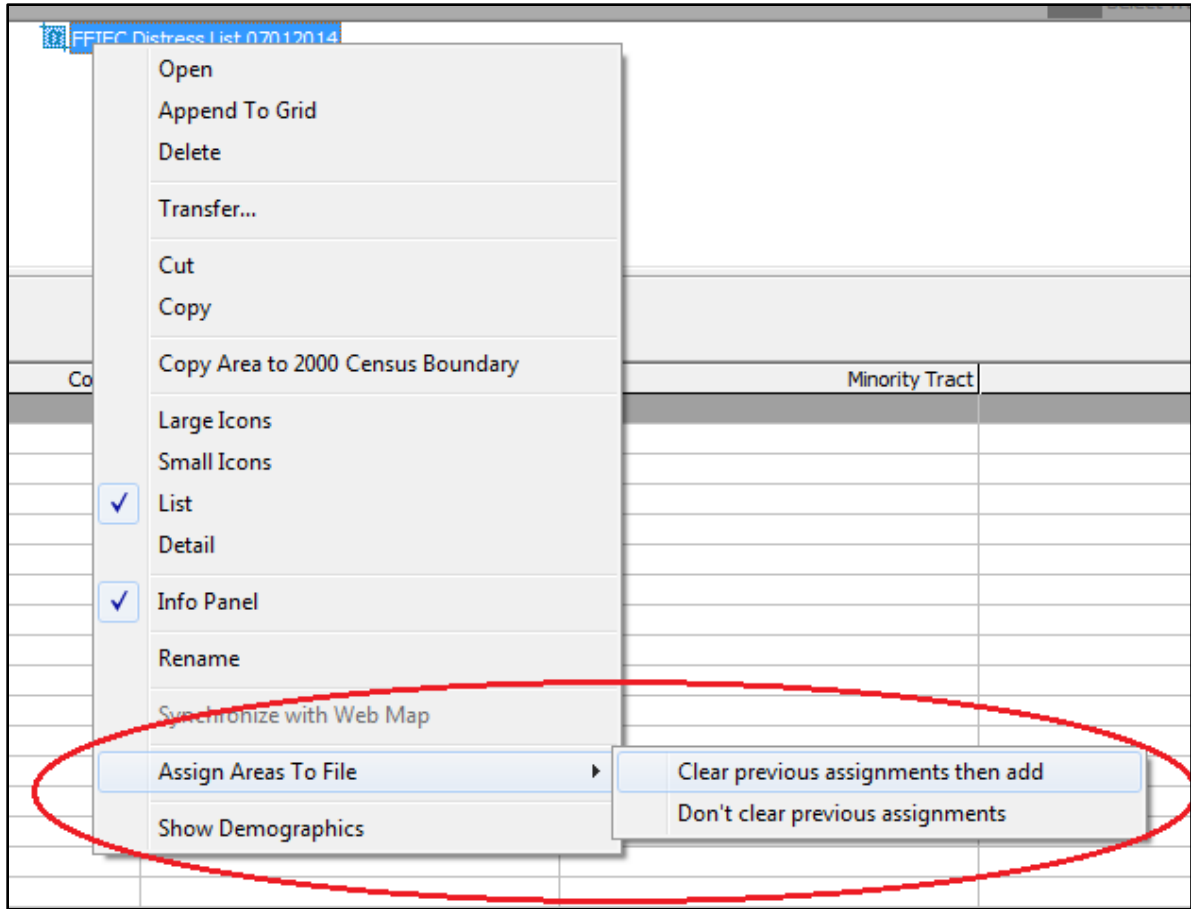 FFIEC Distress List 07012014
Open
Append To Grid
Delete
Transfer...
Cut
Copy
Copy Area to 2000 Census Boundary
Co
Minority Tract
Large Icons
Small Icons
List
Detail
Info Panel
Rename
Synchronize with Web Map
Assign Areas To File
Clear previous assignments then add
Don't clear previous assignments
Show Demographics